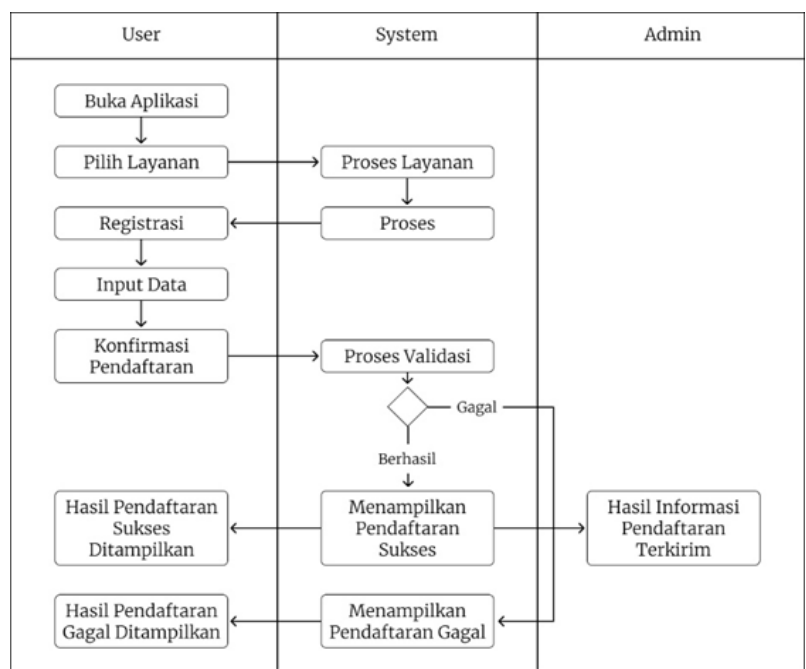 User
System
Admin
Buka Aplikasi
Pilih Layanan
Proses Layanan
Registrasi
Proses
Input Data
Konfirmasi
Pendaftaran
Proses Validasi
Gagal
Berhasil
Hasil Pendaftaran
Sukses
Ditampilkan
Menampilkan
Pendaftaran
Sukses
Hasil Informasi
Pendaftaran
Terkirim
Hasil Pendaftaran
Gagal Ditampilkan
Menampilkan
Pendaftaran Gagal